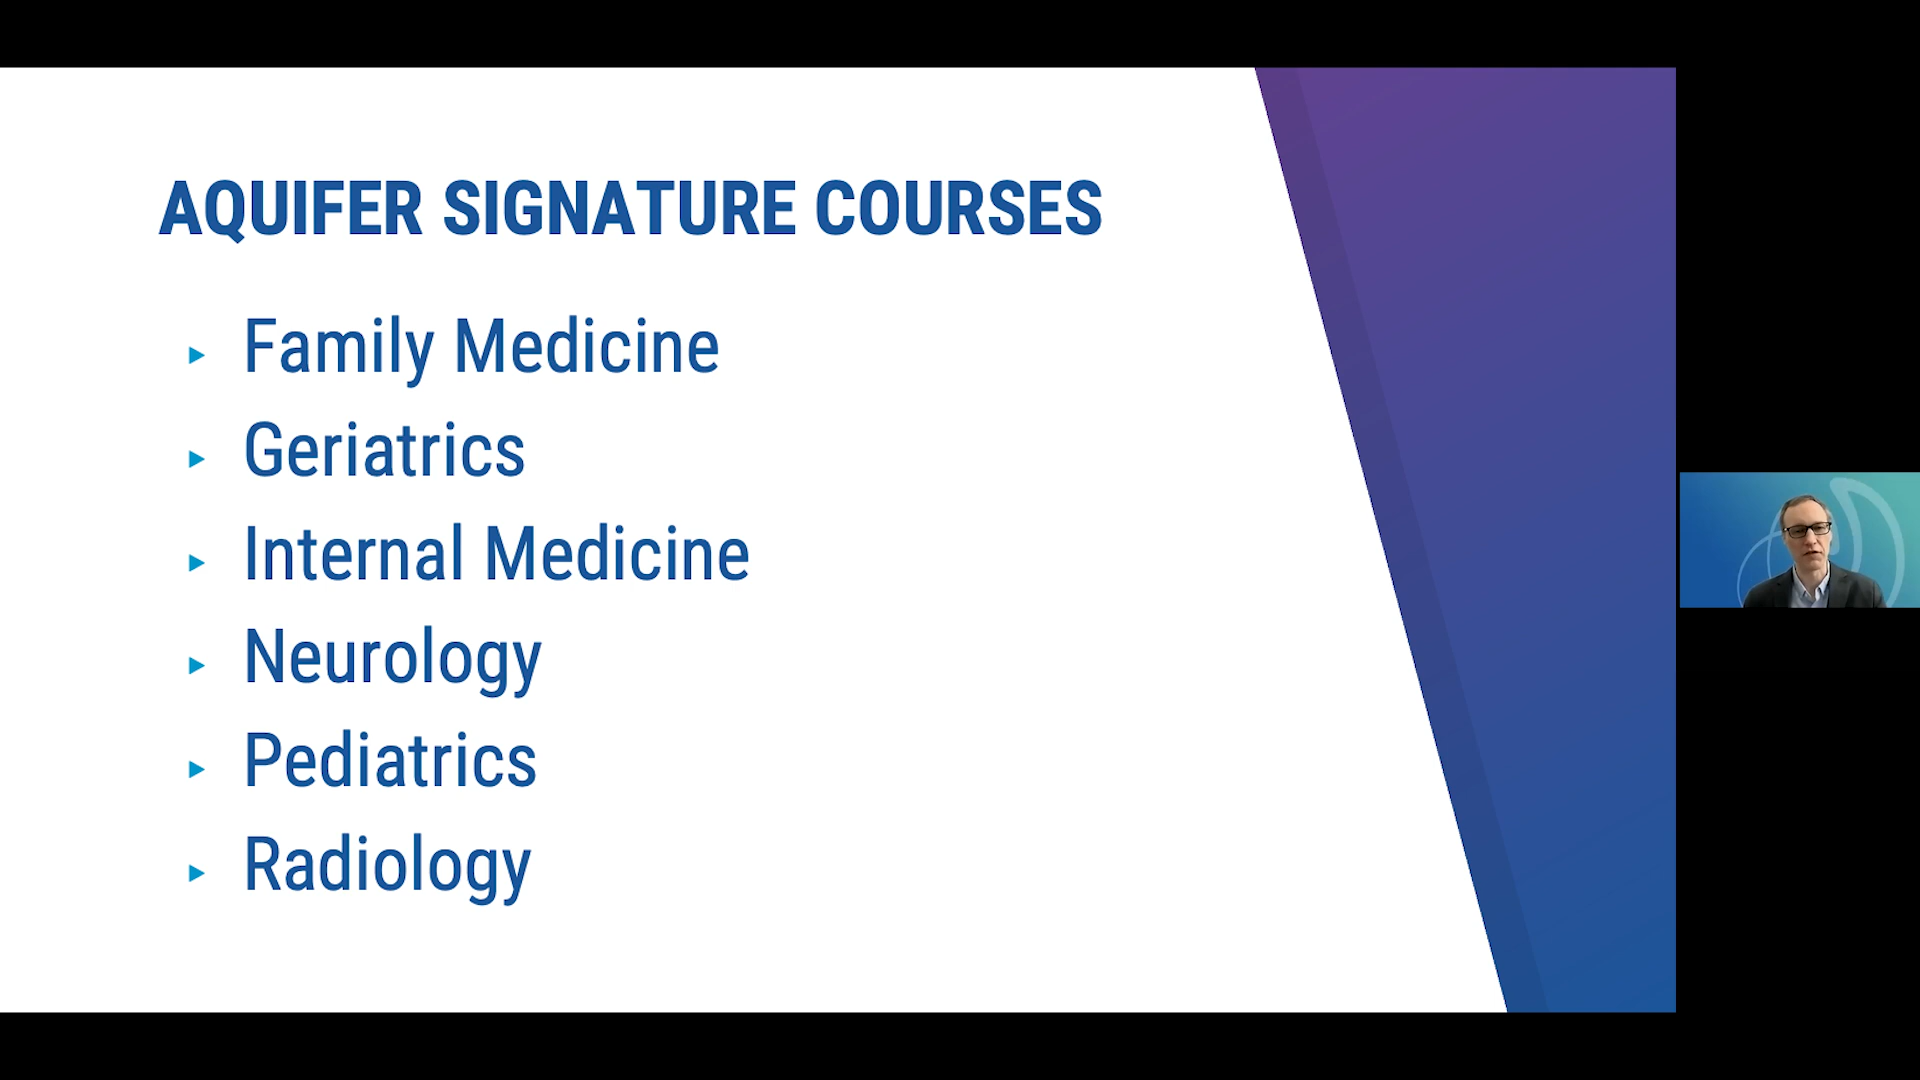 AQUIFER SIGNATURE COURSES
Family Medicine
Geriatrics
Internal Medicine
Neurology
Pediatrics
Radiology